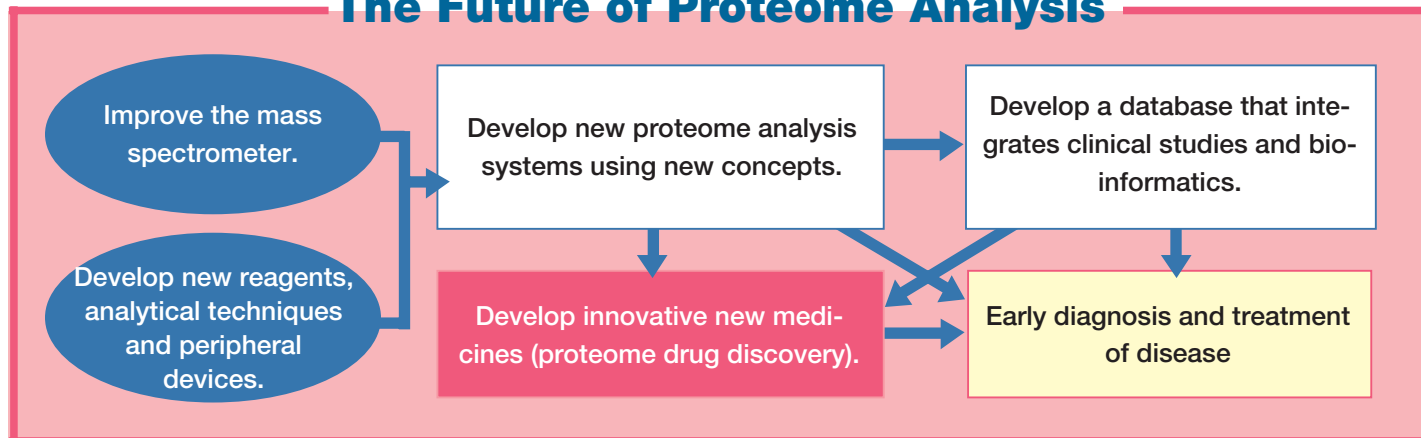 The Future of Proteome Analysis
Improve the mass
spectrometer.
Develop new reagents,
analytical techniques
and peripheral
devices.
Develop new proteome analysis
systems using new concepts.
Develop a database that inte-
grates clinical studies and bio-
informatics.
Develop innovative new medi-
cines (proteome drug discovery).
Early diagnosis and treatment
of disease